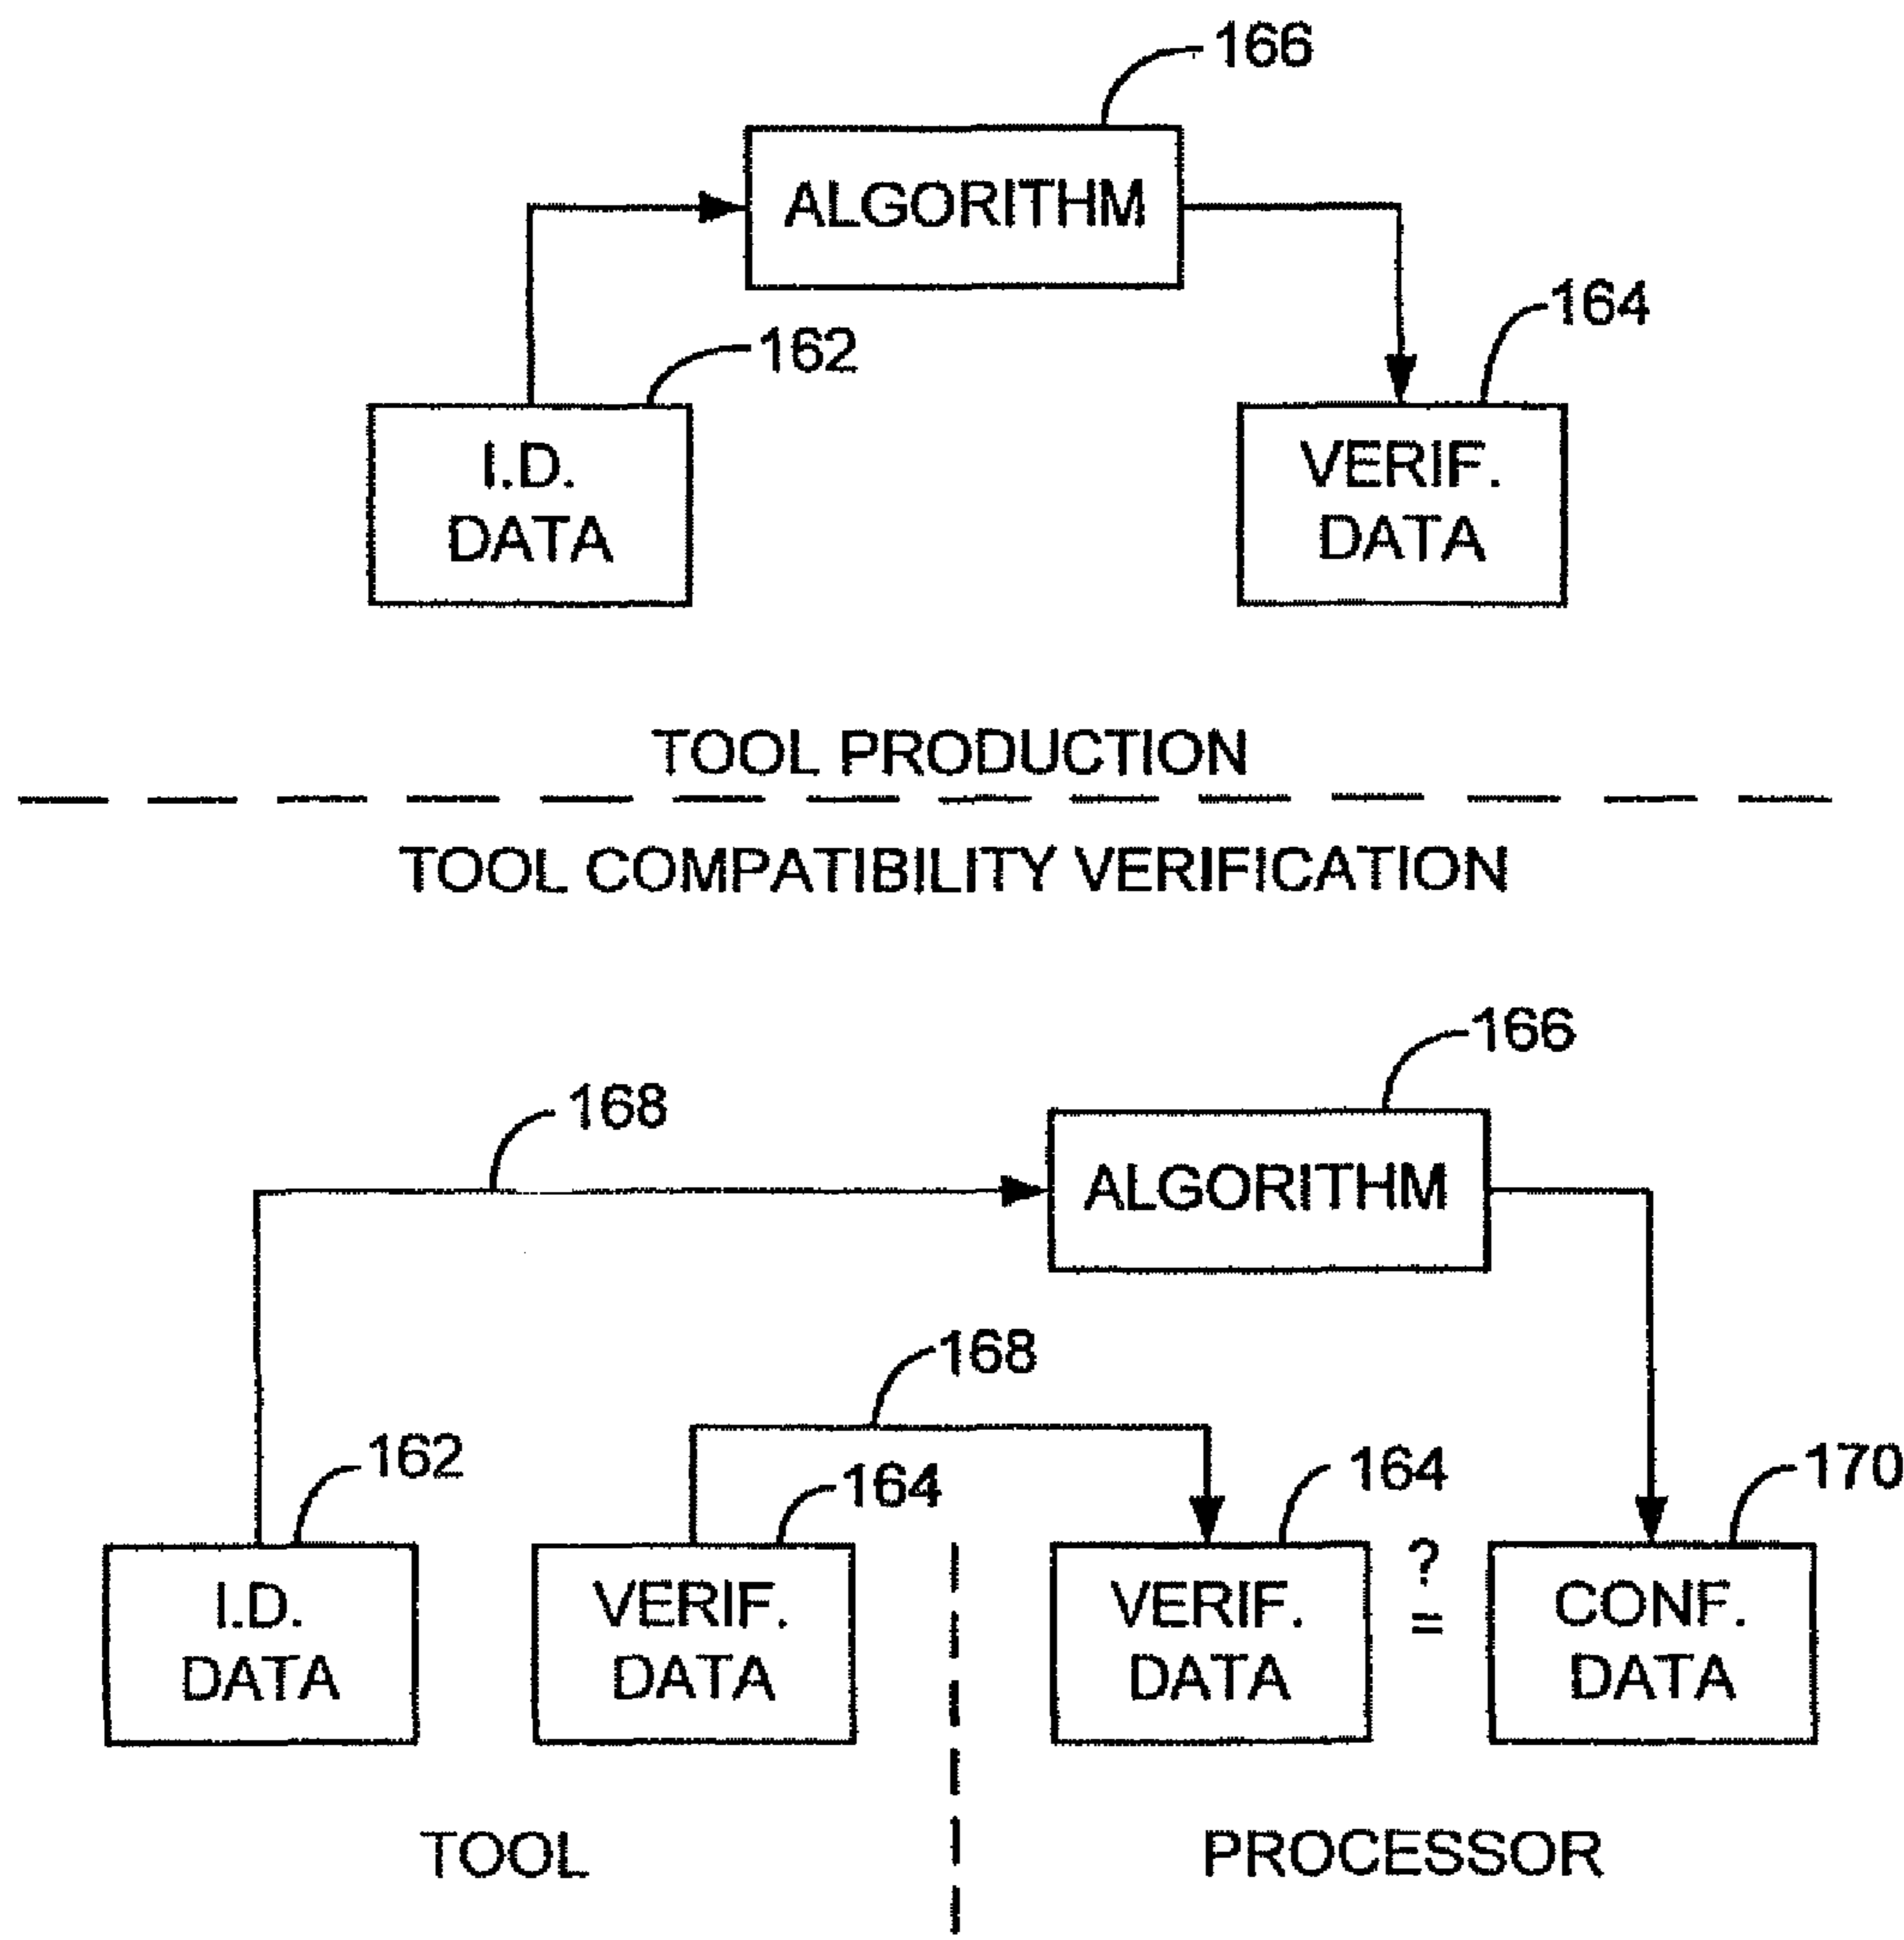 166
ALGORITHM
164
162
I.D.
DATA
VERIF.
DATA
TOOL PRODUCTION
TOOL COMPATIBILITY VERIFICATION
166
168
ALGORITHM
168
162
164
164
170
?
=
I.D.
DATA
VERIF.
DATA
VERIF.
DATA
CONF.
DATA
TOOL
PROCESSOR